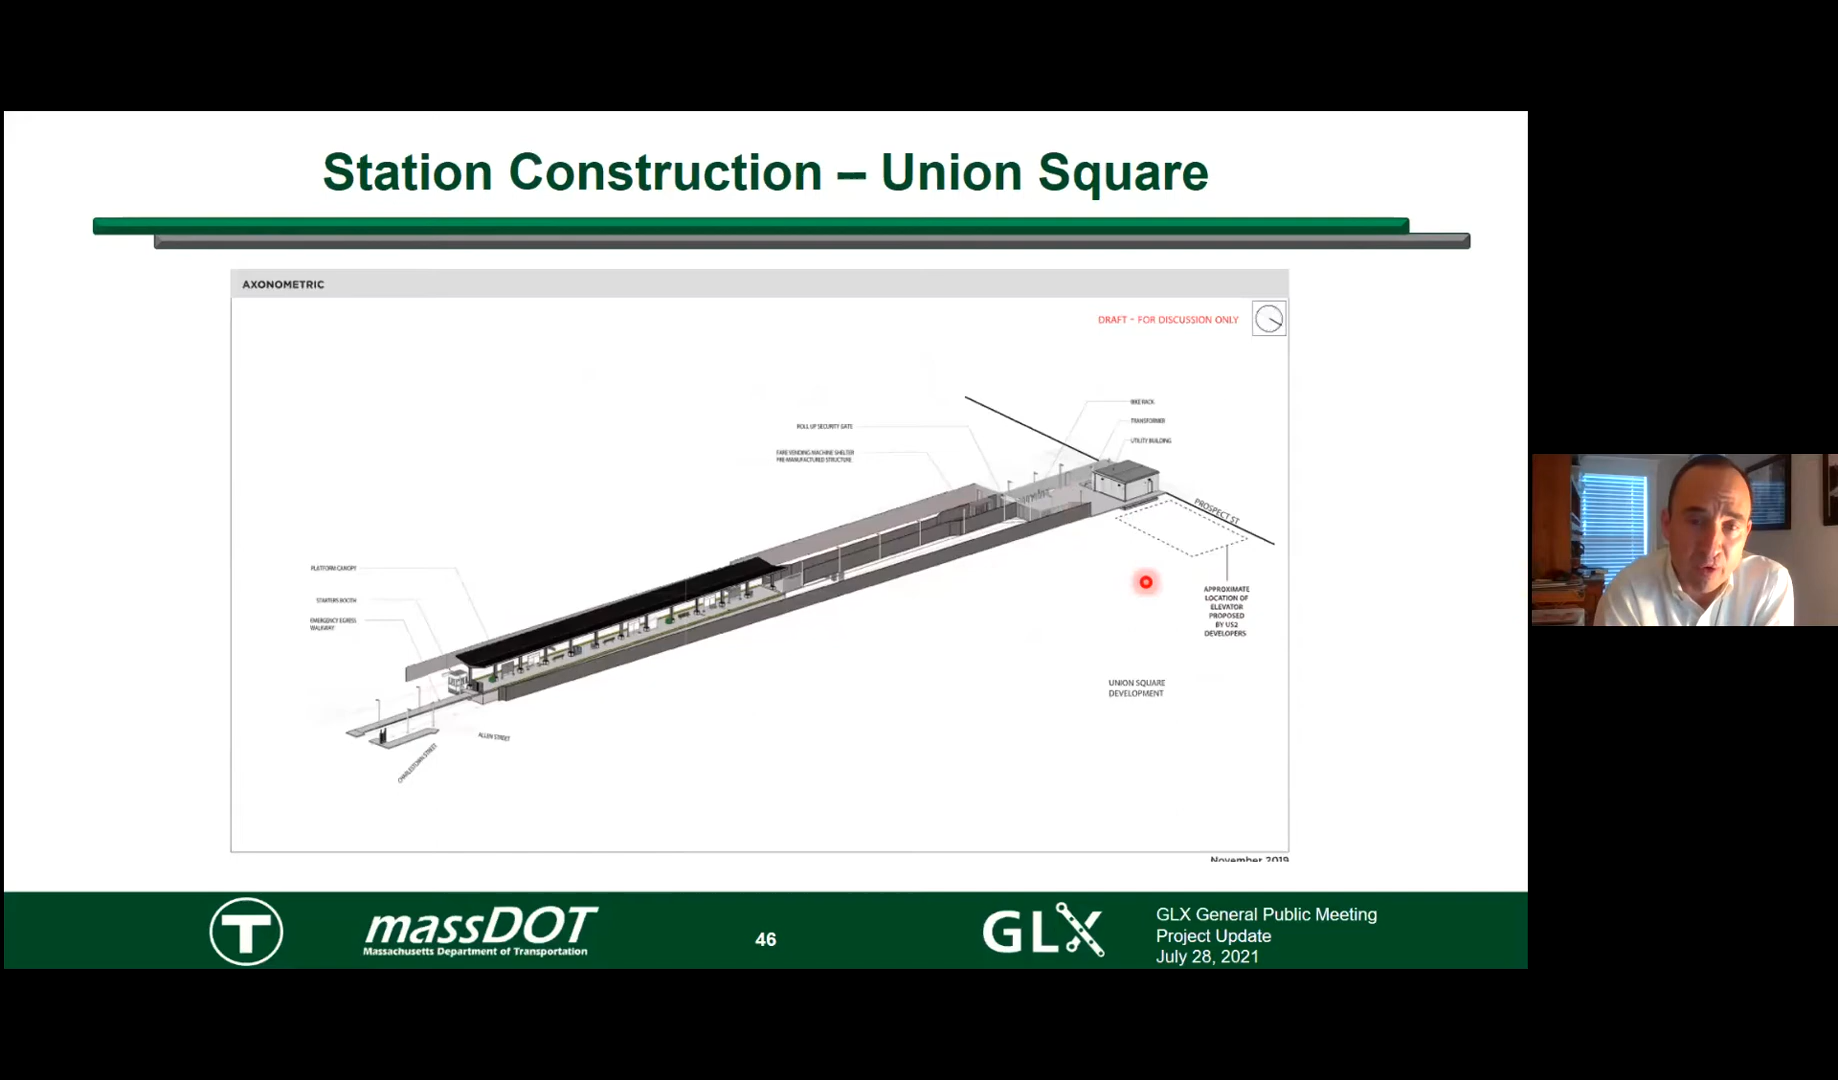 Station Construction – Union Square
AXONOMETRIC
DRAFT - FOR DISCUSSION ONLY
BIKE RACK
TRANSFORMER
UTILITY BUILDING
ROLL UP SECURITY GATE
FARE VENDING MACHINE SHELTER
PRE-MANUFACTURED STRUCTURE
PROSPECT ST
PLATFORM CANOPY
STARTERS BOOTH
EMERGENCY EGRESS
WALKWAY
APPROXIMATE
LOCATION OF
ELEVATOR
PROPOSED
BY US2
DEVELOPERS
UNION SQUARE
DEVELOPMENT
ALLEN STREET
CHARLESTOWN STREET
November 2019
T
massDOT
Massachusetts Department of Transportation
46
GLX
GLX General Public Meeting
Project Update
July 28, 2021